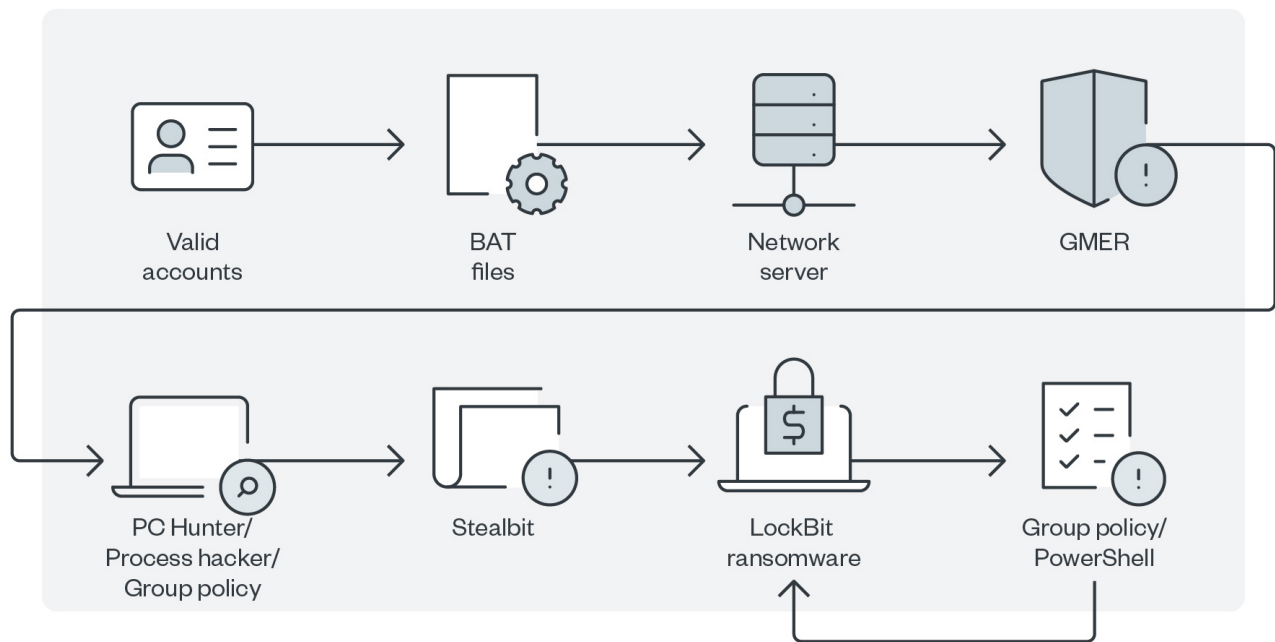 Valid
accounts
BAT
files
Network
server
GMER
PC Hunter/
Process hacker/
Group policy
Stealbit
$
LockBit
ransomware
Group policy/
PowerShell